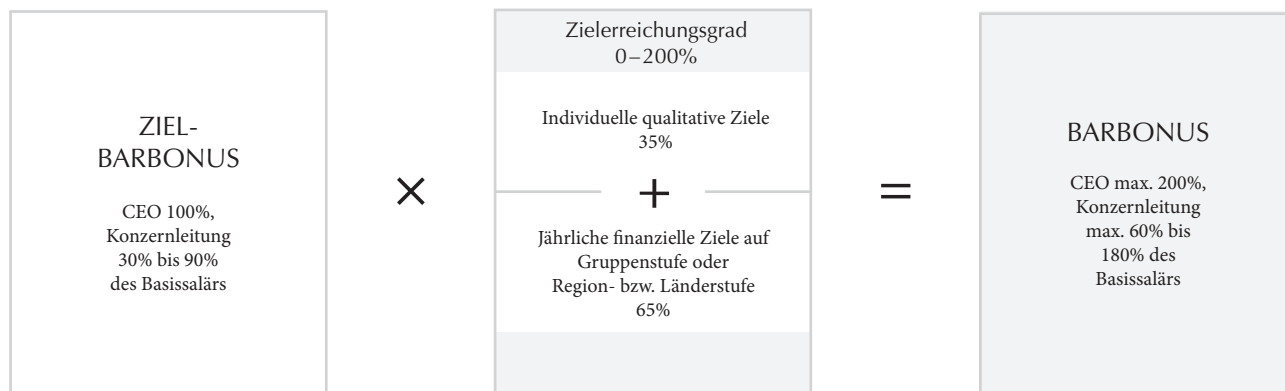 ZIEL-
BARBONUS
CEO 100%,
Konzernleitung
30% bis 90%
des Basissalärs
×
Zielerreichungsgrad
0–200%
Individuelle qualitative Ziele
35%
+
Jährliche finanzielle Ziele auf
Gruppenstufe oder
Region- bzw. Länderstufe
65%
=
BARBONUS
CEO max. 200%,
Konzernleitung
max. 60% bis
180% des
Basissalärs